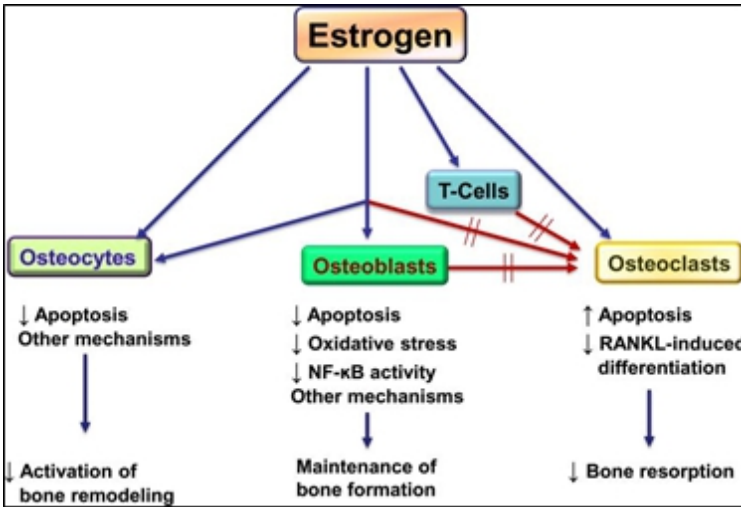 Estrogen
T-Cells
Osteocytes
Osteoblasts
Osteoclasts
↓ Apoptosis
Other mechanisms
↓ Activation of
bone remodeling
↓ Apoptosis
↓ Oxidative stress
↓ NF-κB activity
Other mechanisms
Maintenance of
bone formation
↑ Apoptosis
↓ RANKL-induced
differentiation
↓ Bone resorption